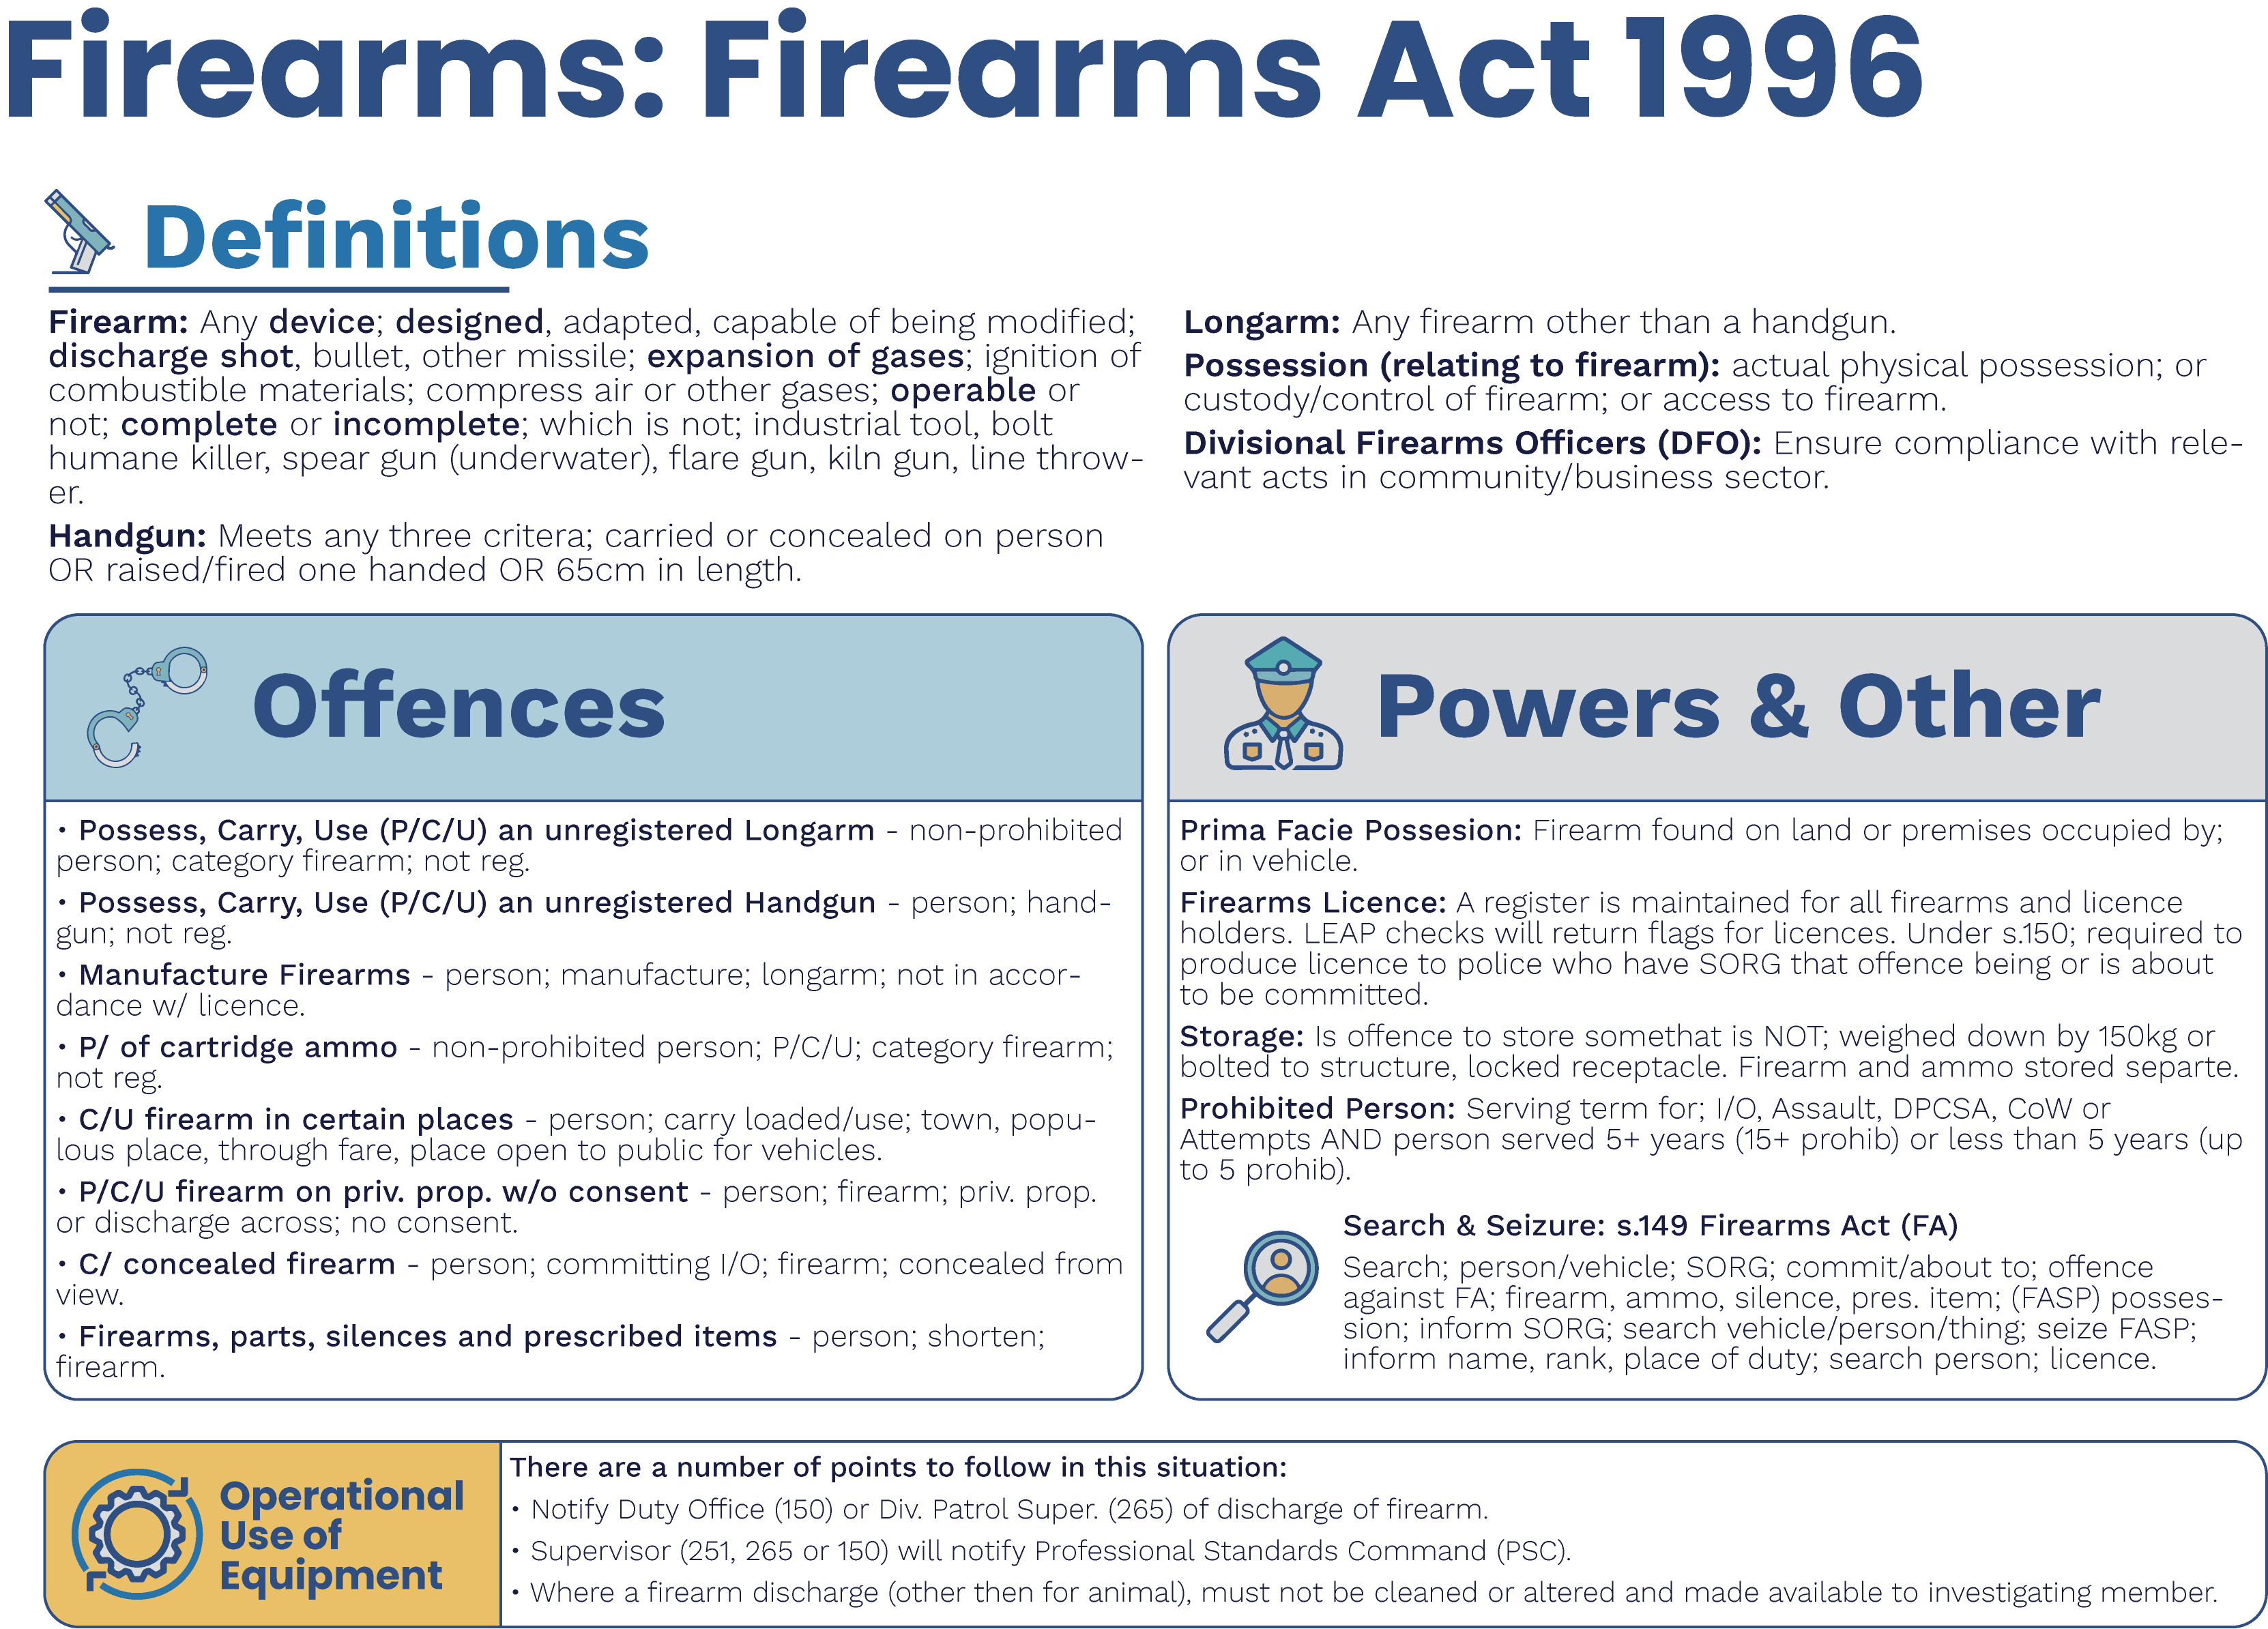 Firearms: Firearms Act 1996
Definitions
Firearm: Any device; designed, adapted, capable of being modified;
discharge shot, bullet, other missile; expansion of gases; ignition of
combustible materials; compress air or other gases; operable or
not; complete or incomplete; which is not; industrial tool, bolt
humane killer, spear gun (underwater), flare gun, kiln gun, line throw-
er.
Handgun: Meets any three critera; carried or concealed on person
OR raised/fired one handed OR 65cm in length.
Longarm: Any firearm other than a handgun.
Possession (relating to firearm): actual physical possession; or
custody/control of firearm; or access to firearm.
Divisional Firearms Officers (DFO): Ensure compliance with rele-
vant acts in community/business sector.
Offences
• Possess, Carry, Use (P/C/U) an unregistered Longarm - non-prohibited
person; category firearm; not reg.
• Possess, Carry, Use (P/C/U) an unregistered Handgun - person; hand-
gun; not reg.
• Manufacture Firearms - person; manufacture; longarm; not in accor-
dance w/ licence.
• P/ of cartridge ammo - non-prohibited person; P/C/U; category firearm;
not reg.
• C/U firearm in certain places - person; carry loaded/use; town, popu-
lous place, through fare, place open to public for vehicles.
• P/C/U firearm on priv. prop. w/o consent - person; firearm; priv. prop.
or discharge across; no consent.
• C/ concealed firearm - person; committing I/O; firearm; concealed from
view.
• Firearms, parts, silences and prescribed items - person; shorten;
firearm.
Powers & Other
Prima Facie Possesion: Firearm found on land or premises occupied by;
or in vehicle.
Firearms Licence: A register is maintained for all firearms and licence
holders. LEAP checks will return flags for licences. Under s.150; required to
produce licence to police who have SORG that offence being or is about
to be committed.
Storage: Is offence to store somethat is NOT; weighed down by 150kg or
bolted to structure, locked receptacle. Firearm and ammo stored separte.
Prohibited Person: Serving term for; I/O, Assault, DPCSA, CoW or
Attempts AND person served 5+ years (15+ prohib) or less than 5 years (up
to 5 prohib).
Search & Seizure: s.149 Firearms Act (FA)
Search; person/vehicle; SORG; commit/about to; offence
against FA; firearm, ammo, silence, pres. item; (FASP) posses-
sion; inform SORG; search vehicle/person/thing; seize FASP;
inform name, rank, place of duty; search person; licence.
Operational
Use of
Equipment
There are a number of points to follow in this situation:
• Notify Duty Office (150) or Div. Patrol Super. (265) of discharge of firearm.
• Supervisor (251, 265 or 150) will notify Professional Standards Command (PSC).
• Where a firearm discharge (other then for animal), must not be cleaned or altered and made available to investigating member.